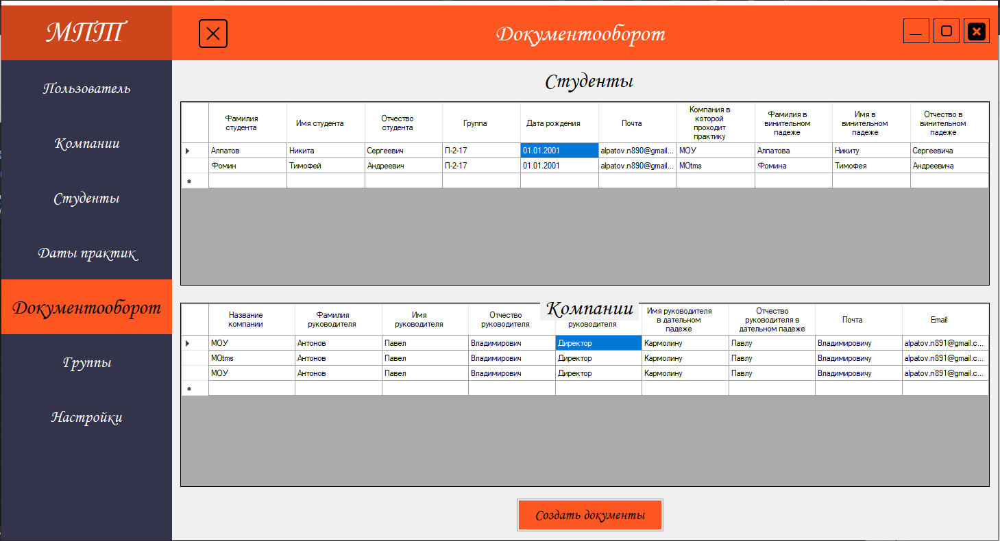 МПТ
Документооборот
Пользователь
Компании
Студенты
Даты практик
Документооборот
Группы
Настройки
Студенты
Фамилия студента Имя студента Отчество студента Группа Дата рождения Почта Компания в которой проходит практику Фамилия в винительном падеже Имя в винительном падеже Отчество в винительном падеже
Алпатов Никита Сергеевич П-2-17 01.01.2001 alpatov.n890@gmail... МОУ Алпатова Никиту Сергеевича
Фомин Тимофей Андреевич П-2-17 01.01.2001 alpatov.n890@gmail... MOtms Фомина Тимофея Андреевича
Компании
Название компании Фамилия руководителя Имя руководителя Отчество руководителя руководителя Имя руководителя в дательном падеже Отчество руководителя в дательном падеже Почта Email
МОУ Антонов Павел Владимирович Директор Кармолину Павлу Владимировичу alpatov.n891@gmail.c...
MOtms Антонов Павел Владимирович Директор Кармолину Павлу Владимировичу alpatov.n891@gmail.c...
МОУ Антонов Павел Владимирович Директор Кармолину Павлу Владимировичу alpatov.n891@gmail.c...
Создать документы